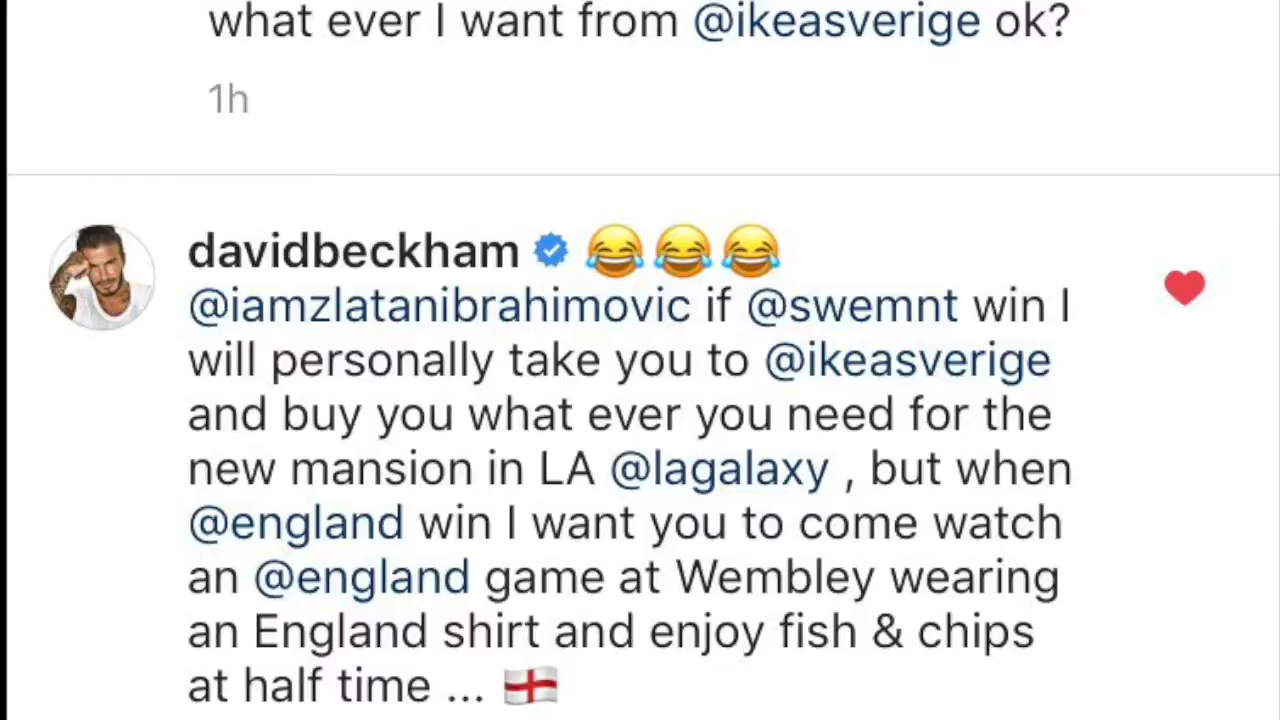 what ever I want from @ikeasverige ok?
1h
davidbeckham 😂😂😂
@iamzlatanibrahimovic if @swemnt win I
will personally take you to @ikeasverige
and buy you what ever you need for the
new mansion in LA @lagalaxy , but when
@england win I want you to come watch
an @england game at Wembley wearing
an England shirt and enjoy fish & chips
at half time ... 🏴󠁧󠁢󠁥󠁮󠁧󠁿